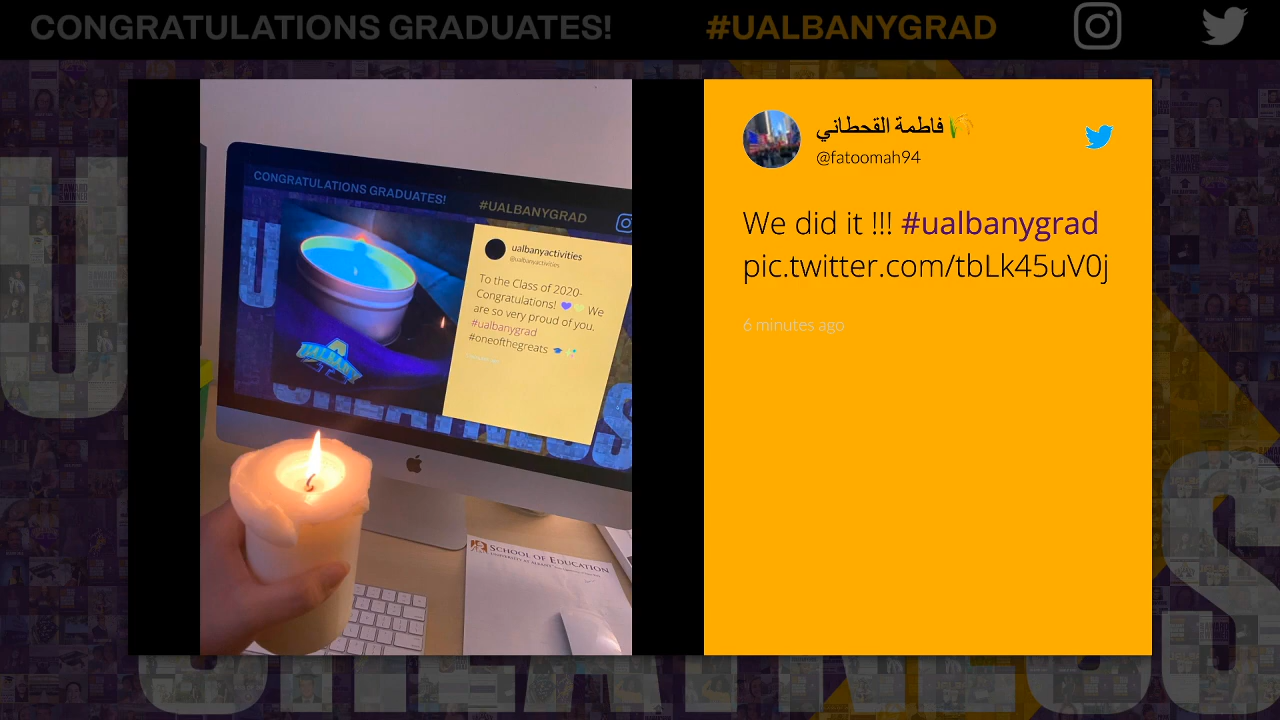 CONGRATULATIONS GRADUATES!
#UALBANYGRAD
CONGRATULATIONS GRADUATES!
#UALBANYGRAD
ualbanyactivities
@ualbanyactivities
To the Class of 2020-
Congratulations! 💜💛 We
are so very proud of you.
#ualbanygrad
#oneofthegreats 🎓
UALBANY
SCHOOL OF EDUCATION
فاطمة القحطاني 🌾
@fatoomah94
We did it !!! #ualbanygrad
pic.twitter.com/tbLk45uV0j
6 minutes ago